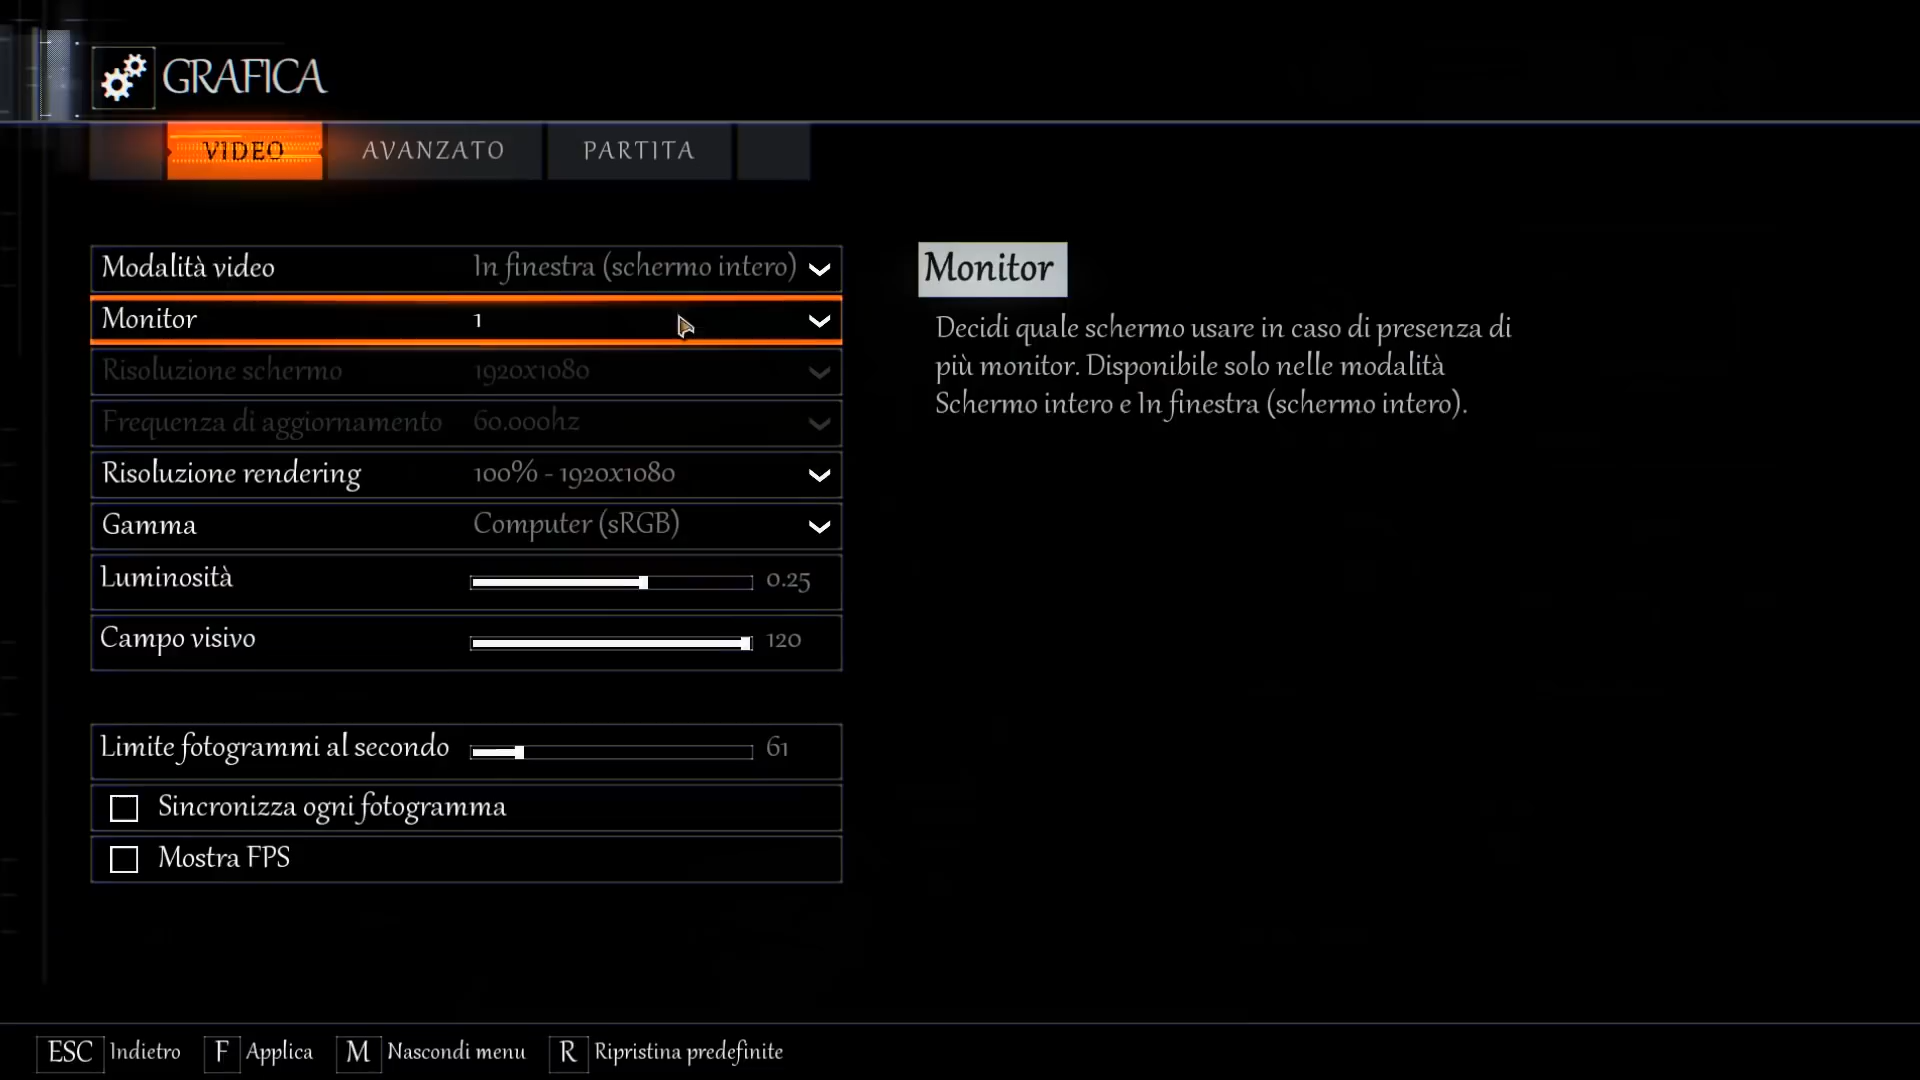 GRAFICA
VIDEO AVANZATO PARTITA
Modalità video In finestra (schermo intero)
Monitor 1
Risoluzione schermo 1920x1080
Frequenza di aggiornamento 60.000hz
Risoluzione rendering 100% - 1920x1080
Gamma Computer (sRGB)
Luminosità 0.25
Campo visivo 120
Limite fotogrammi al secondo 61
Sincronizza ogni fotogramma
Mostra FPS
Monitor
Decidi quale schermo usare in caso di presenza di
più monitor. Disponibile solo nelle modalità
Schermo intero e In finestra (schermo intero).
ESC Indietro F Applica M Nascondi menu R Ripristina predefinite